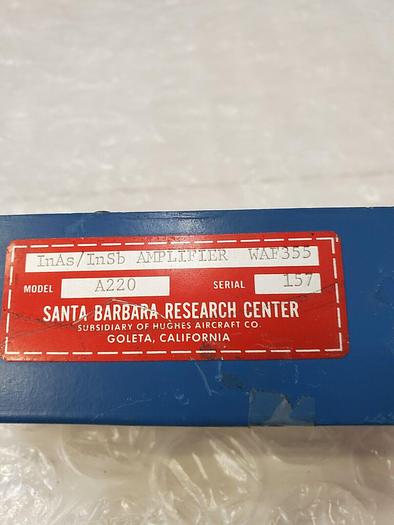 InAs/InSb AMPLIFIER WAF355
MODEL A220 SERIAL 157
SANTA BARBARA RESEARCH CENTER
SUBSIDIARY OF HUGHES AIRCRAFT CO.
GOLETA, CALIFORNIA